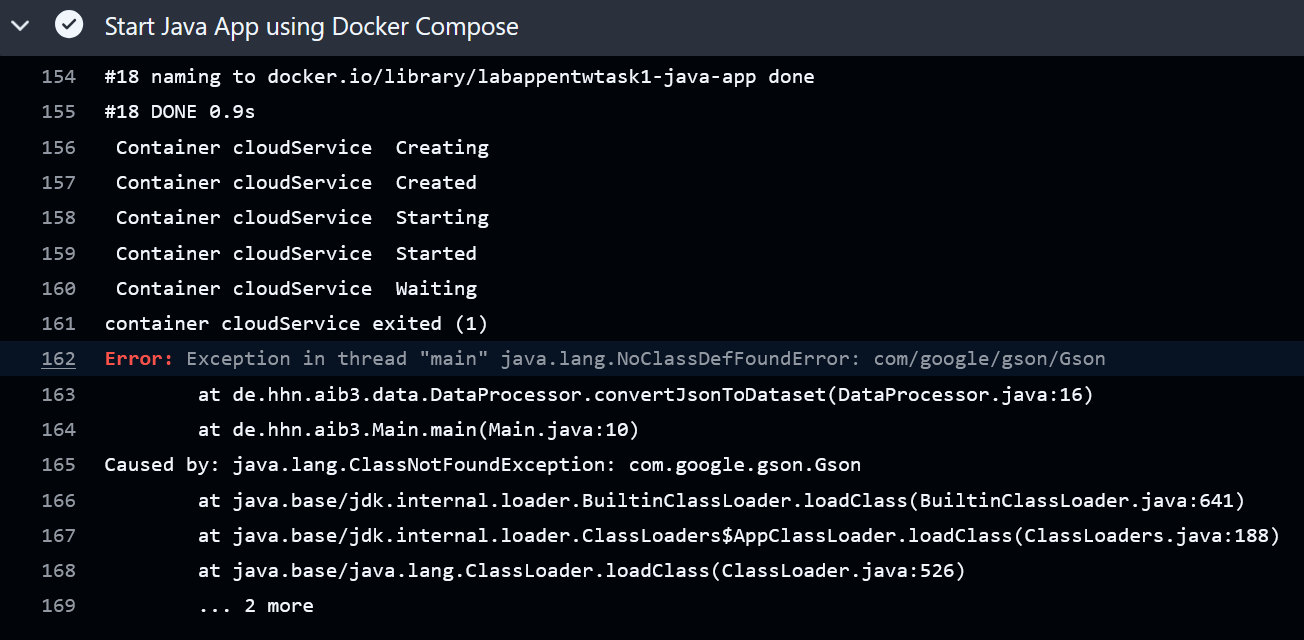 Start Java App using Docker Compose
154 #18 naming to docker.io/library/labappentwtask1-java-app done
155 #18 DONE 0.9s
156 Container cloudService Creating
157 Container cloudService Created
158 Container cloudService Starting
159 Container cloudService Started
160 Container cloudService Waiting
161 container cloudService exited (1)
162 Error: Exception in thread "main" java.lang.NoClassDefFoundError: com/google/gson/Gson
163 at de.hhn.aib3.data.DataProcessor.convertJsonToDataset(DataProcessor.java:16)
164 at de.hhn.aib3.Main.main(Main.java:10)
165 Caused by: java.lang.ClassNotFoundException: com.google.gson.Gson
166 at java.base/jdk.internal.loader.BuiltinClassLoader.loadClass(BuiltinClassLoader.java:641)
167 at java.base/jdk.internal.loader.ClassLoaders$AppClassLoader.loadClass(ClassLoaders.java:188)
168 at java.base/java.lang.ClassLoader.loadClass(ClassLoader.java:526)
169 ... 2 more